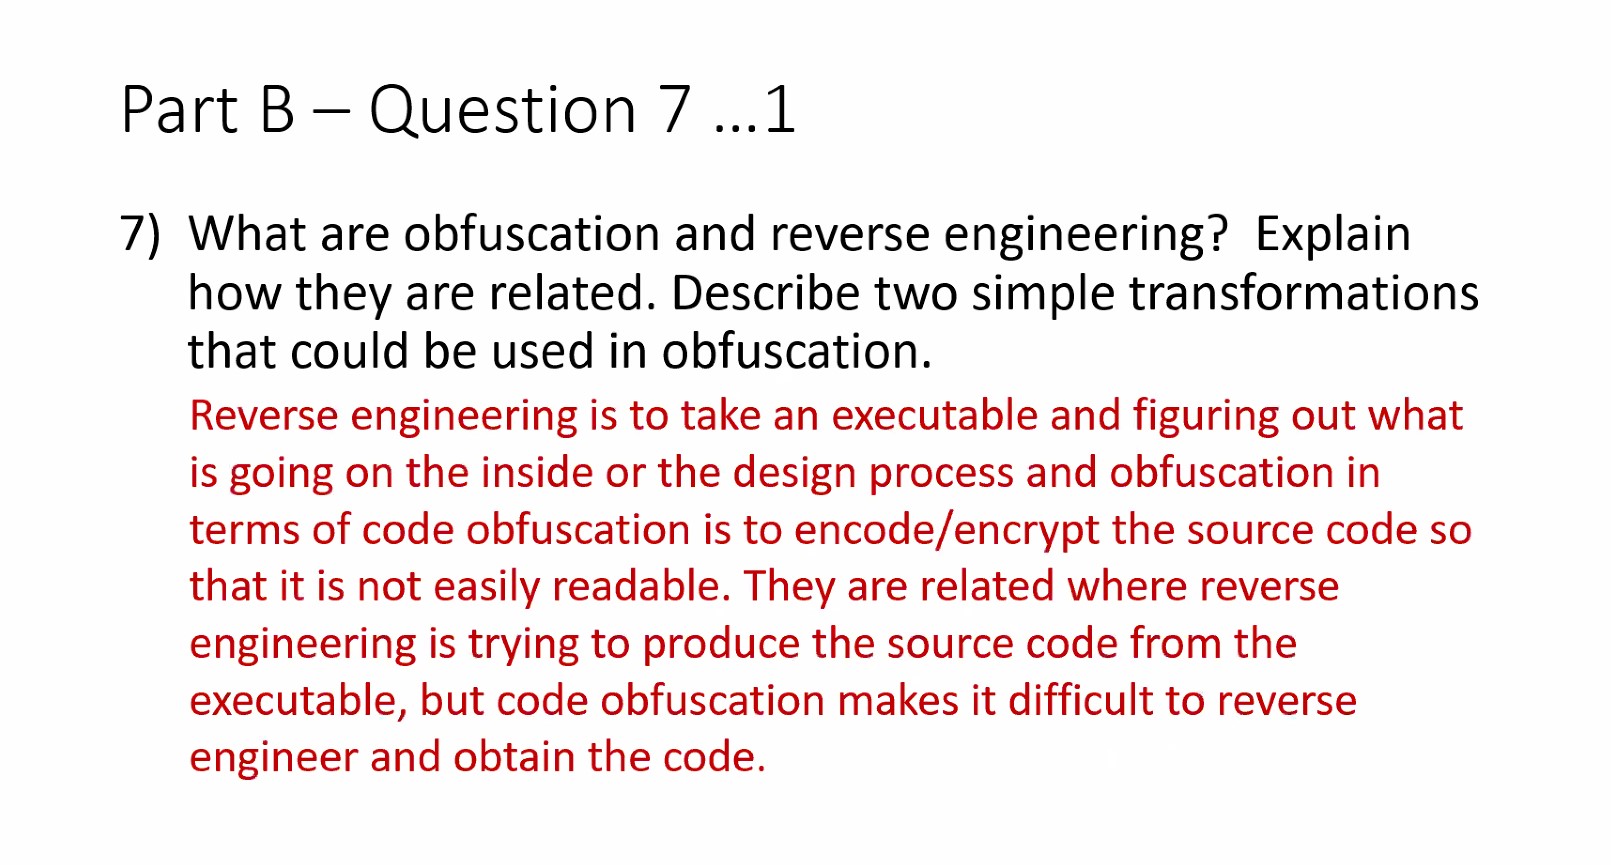 Part B – Question 7 ...1
7) What are obfuscation and reverse engineering?  Explain
how they are related. Describe two simple transformations
that could be used in obfuscation.
Reverse engineering is to take an executable and figuring out what
is going on the inside or the design process and obfuscation in
terms of code obfuscation is to encode/encrypt the source code so
that it is not easily readable. They are related where reverse
engineering is trying to produce the source code from the
executable, but code obfuscation makes it difficult to reverse
engineer and obtain the code.